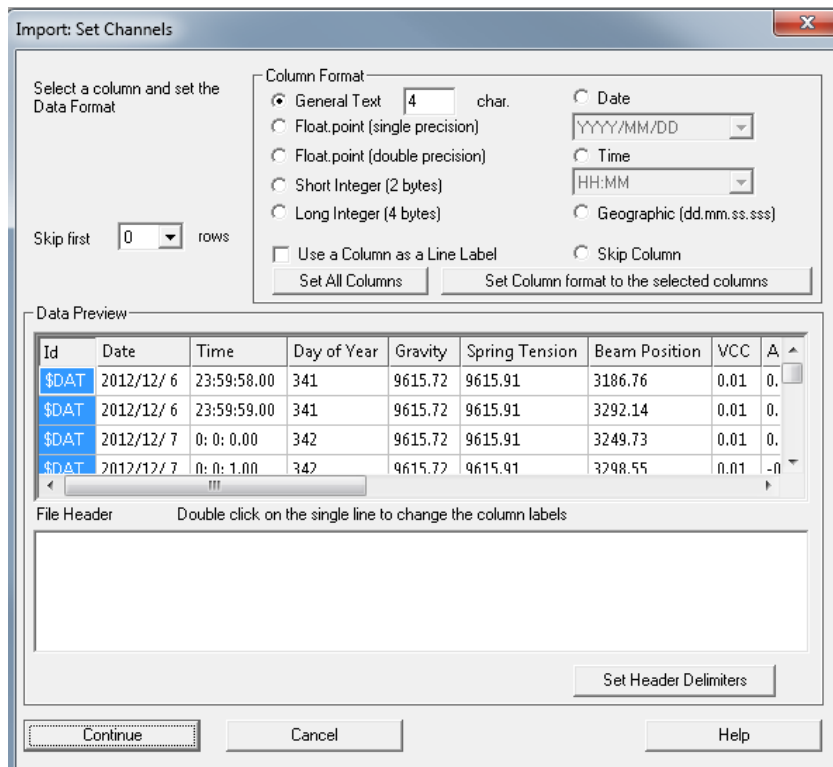 Import: Set Channels
Select a column and set the
Data Format
Skip first 0 rows
Column Format
General Text 4 char.
Float.point (single precision)
Float.point (double precision)
Short Integer (2 bytes)
Long Integer (4 bytes)
Use a Column as a Line Label
Date
YYYY/MM/DD
Time
HH:MM
Geographic (dd.mm.ss.sss)
Skip Column
Set All Columns Set Column format to the selected columns
Data Preview
Id Date Time Day of Year Gravity Spring Tension Beam Position VCC A
$DAT 2012/12/ 6 23:59:58.00 341 9615.72 9615.91 3186.76 0.01 0.
$DAT 2012/12/ 6 23:59:59.00 341 9615.72 9615.91 3292.14 0.01 0.
$DAT 2012/12/ 7 0: 0: 0.00 342 9615.72 9615.91 3249.73 0.01 0.
$DAT 2012/12/ 7 0: 0: 1.00 342 9615.72 9615.91 3298.55 0.01 -0
File Header Double click on the single line to change the column labels
Set Header Delimiters
Continue Cancel Help